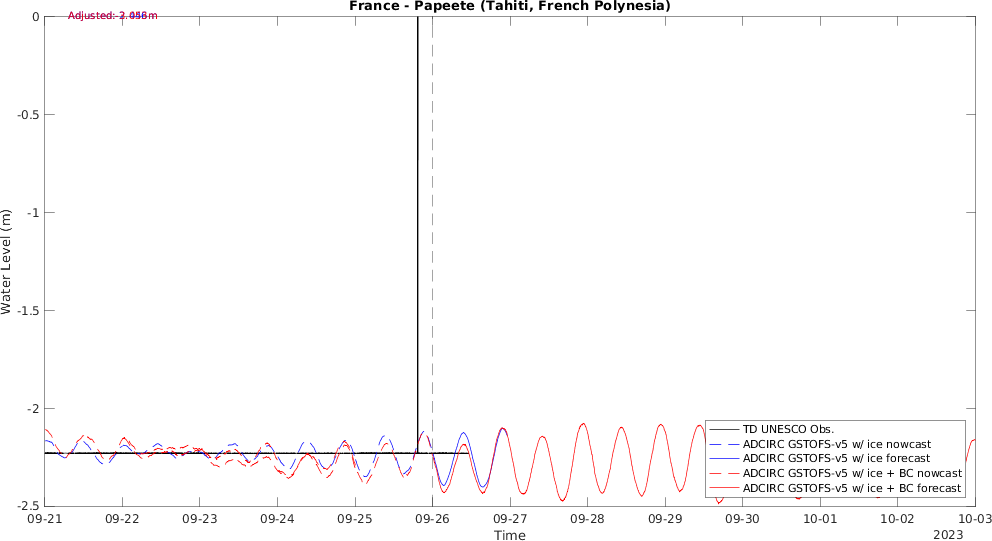 France - Papeete (Tahiti, French Polynesia)
Adjusted:
0
-0.5
-1
-1.5
-2
-2.5
Water Level (m)
TD UNESCO Obs.
ADCIRC GSTOFS-v5 w/ ice nowcast
ADCIRC GSTOFS-v5 w/ ice forecast
ADCIRC GSTOFS-v5 w/ ice + BC nowcast
ADCIRC GSTOFS-v5 w/ ice + BC forecast
09-21 09-22 09-23 09-24 09-25 09-26 09-27 09-28 09-29 09-30 10-01 10-02 10-03
Time
2023